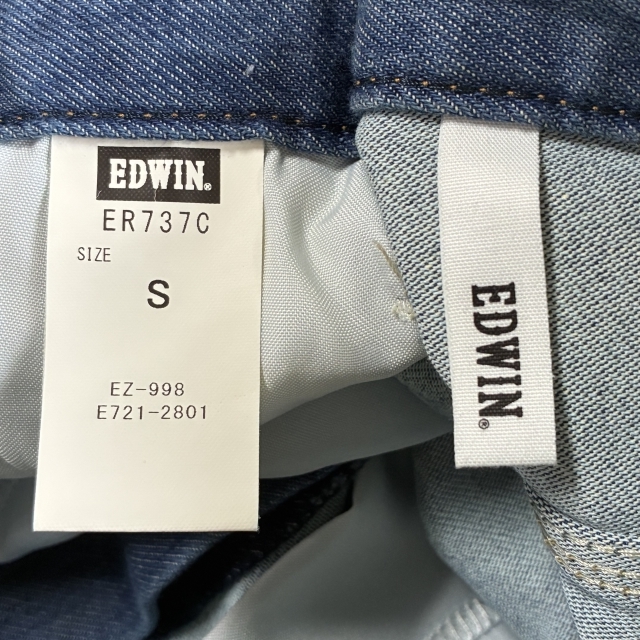 EDWIN®
ER737C
SIZE
S
EZ-998
E721-2801
EDWIN®